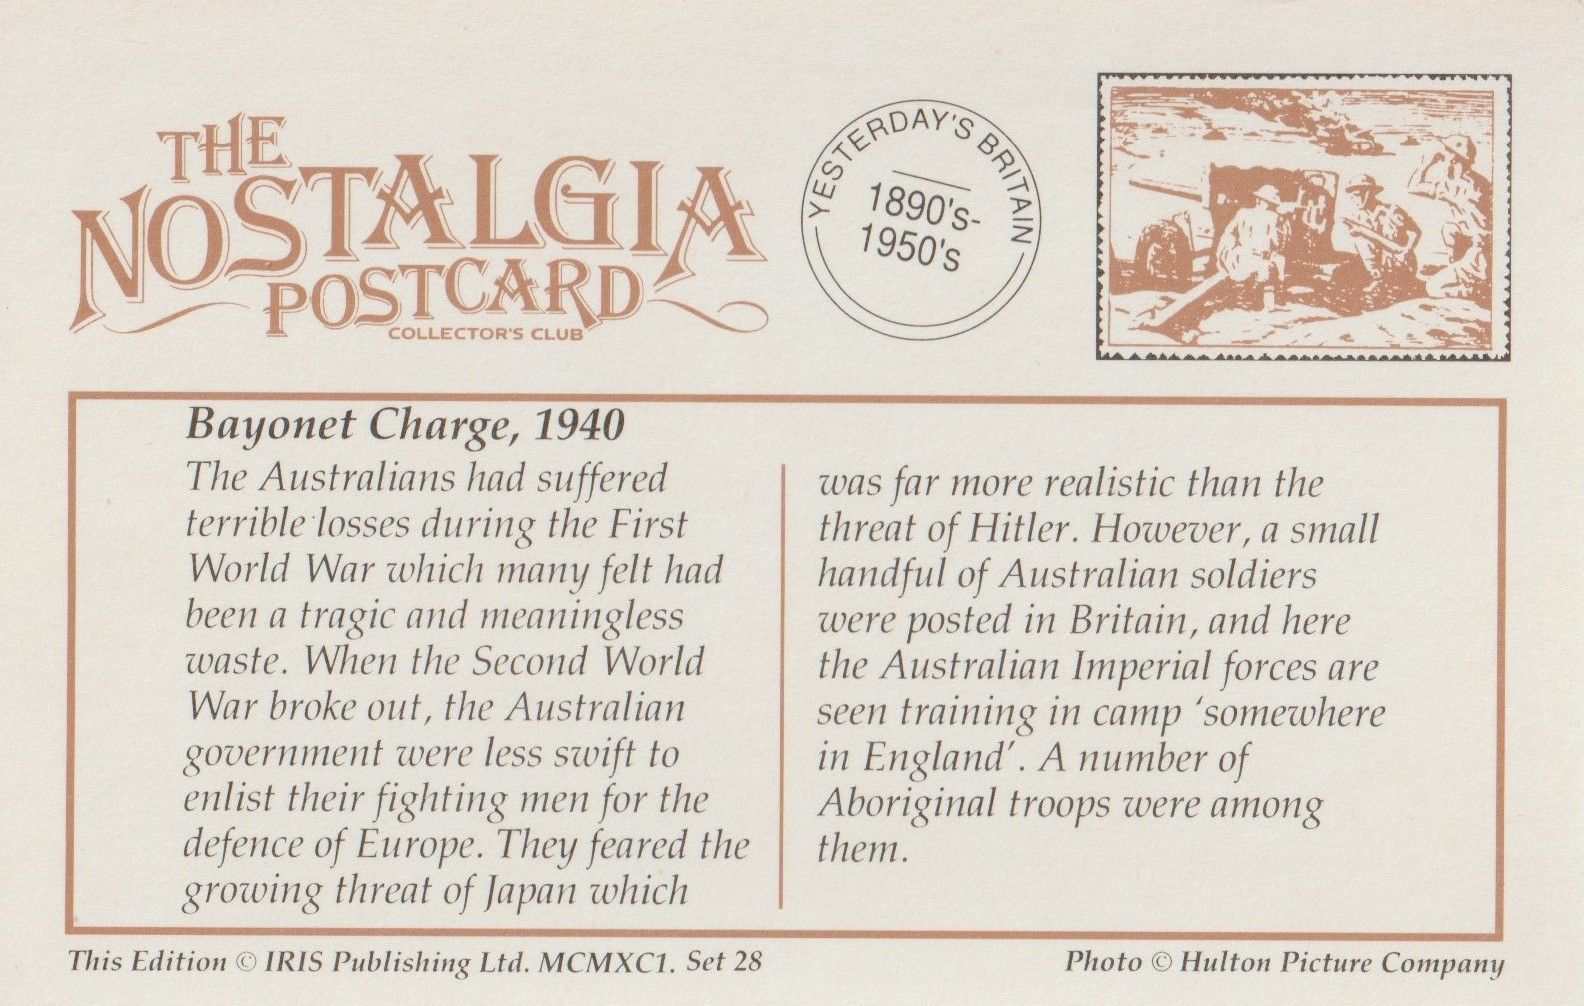 THE
NOSTALGIA
POSTCARD
COLLECTOR'S CLUB
YESTERDAY'S BRITAIN
1890's-
1950's
Bayonet Charge, 1940
The Australians had suffered
terrible losses during the First
World War which many felt had
been a tragic and meaningless
waste. When the Second World
War broke out, the Australian
government were less swift to
enlist their fighting men for the
defence of Europe. They feared the
growing threat of Japan which
was far more realistic than the
threat of Hitler. However, a small
handful of Australian soldiers
were posted in Britain, and here
the Australian Imperial forces are
seen training in camp 'somewhere
in England'. A number of
Aboriginal troops were among
them.
This Edition © IRIS Publishing Ltd. MCMXC1. Set 28
Photo © Hulton Picture Company